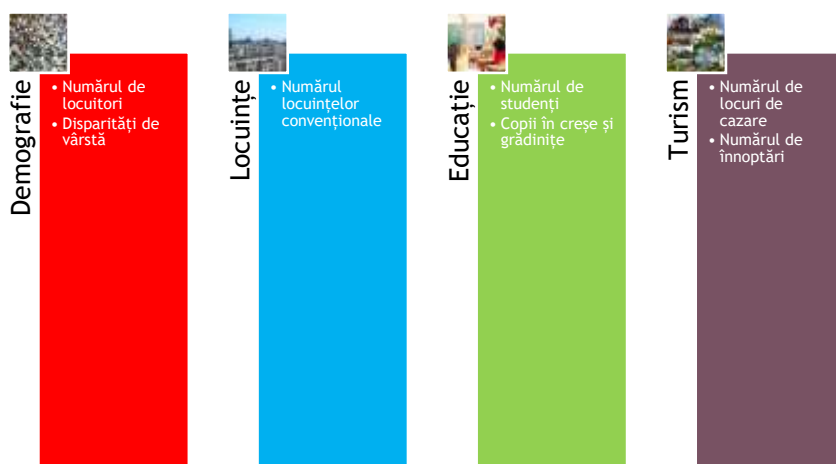 Demografie
• Numărul de
locuitori
• Disparități de
vârstă
Locuințe
• Numărul
locuințelor
convenționale
Educație
• Numărul de
studenți
• Copii în creșe și
grădinițe
Turism
• Numărul de
locuri de
cazare
• Numărul de
înnoptări